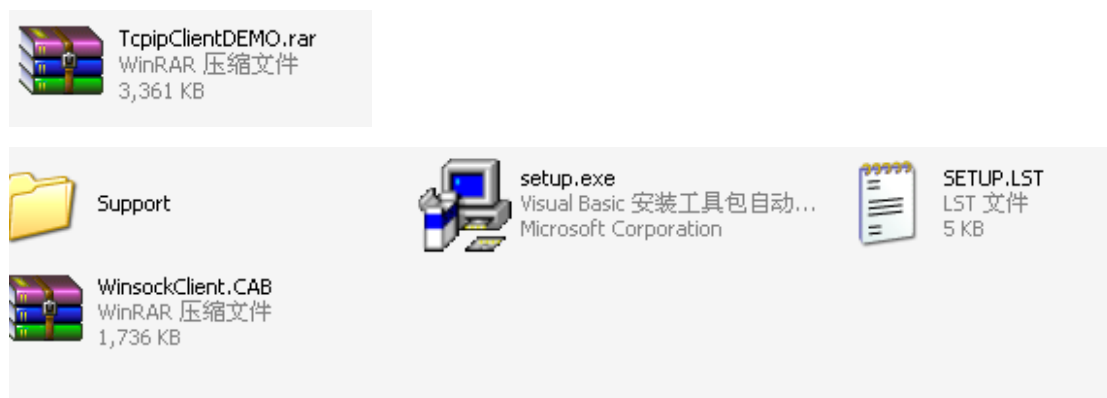 TcpipClientDEMO.rar
WinRAR 压缩文件
3,361 KB
Support
setup.exe
Visual Basic 安装工具包自动...
Microsoft Corporation
SETUP.LST
LST 文件
5 KB
WinsockClient.CAB
WinRAR 压缩文件
1,736 KB